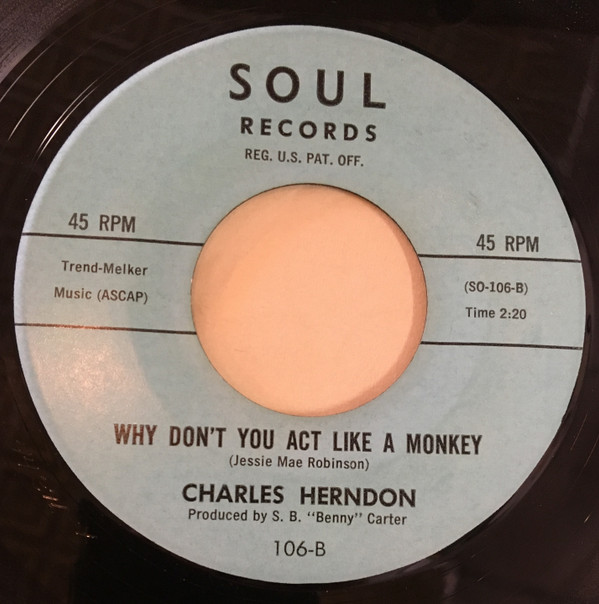 SOUL
RECORDS
REG. U.S. PAT. OFF.
45 RPM
Trend-Melker
Music (ASCAP)
45 RPM
(SO-106-B)
Time 2:20
WHY DON'T YOU ACT LIKE A MONKEY
(Jessie Mae Robinson)
CHARLES HERNDON
Produced by S. B. "Benny" Carter
106-B